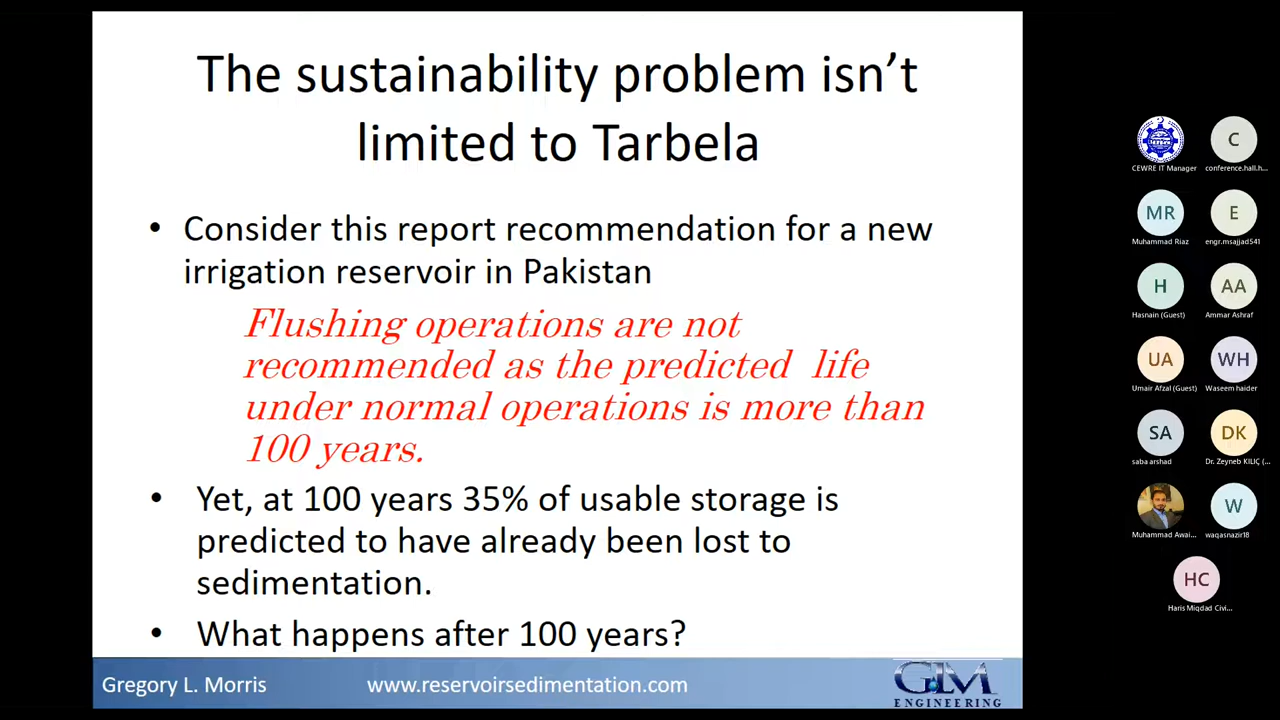 The sustainability problem isn't
limited to Tarbela
• Consider this report recommendation for a new
irrigation reservoir in Pakistan
Flushing operations are not
recommended as the predicted life
under normal operations is more than
100 years.
• Yet, at 100 years 35% of usable storage is
predicted to have already been lost to
sedimentation.
• What happens after 100 years?
Gregory L. Morris
www.reservoirsedimentation.com
GLM
ENGINEERING
CEWRE IT Manager
C
conference.hall.h...
MR
Muhammad Riaz
E
engr.msajjad541
H
Hasnain (Guest)
AA
Ammar Ashraf
UA
Umair Afzal (Guest)
WH
Waseem haider
SA
saba arshad
DK
Dr. Zeyneb KILIÇ (...
Muhammad Awai...
W
waqasnazir18
HC
Haris Miqdad Civi...